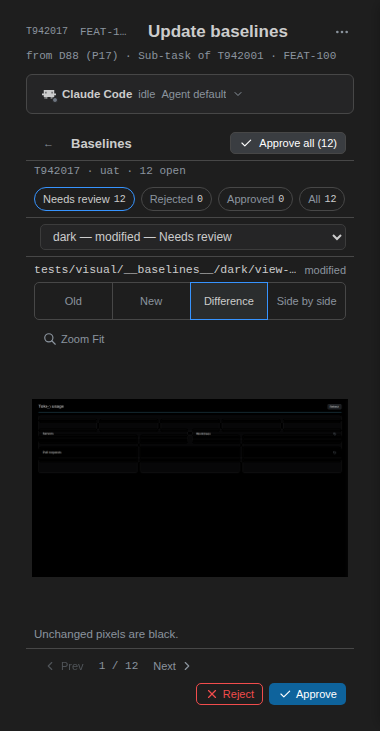 T942017 FEAT-1… Update baselines
from D88 (P17) · Sub-task of T942001 · FEAT-100
Claude Code idle Agent default
← Baselines Approve all (12)
T942017 · uat · 12 open
Needs review 12 Rejected 0 Approved 0 All 12
dark — modified — Needs review
tests/visual/__baselines__/dark/view-… modified
Old New Difference Side by side
Zoom Fit
Unchanged pixels are black.
Prev 1 / 12 Next
Reject Approve